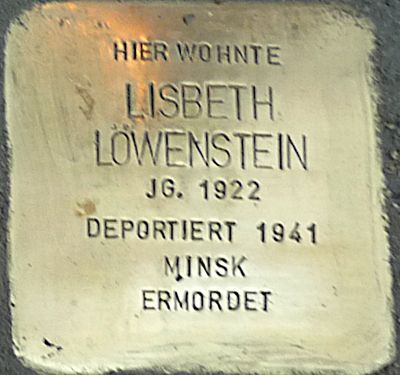 HIER WOHNTE
LISBETH
LÖWENSTEIN
JG. 1922
DEPORTIERT 1941
MINSK
ERMORDET